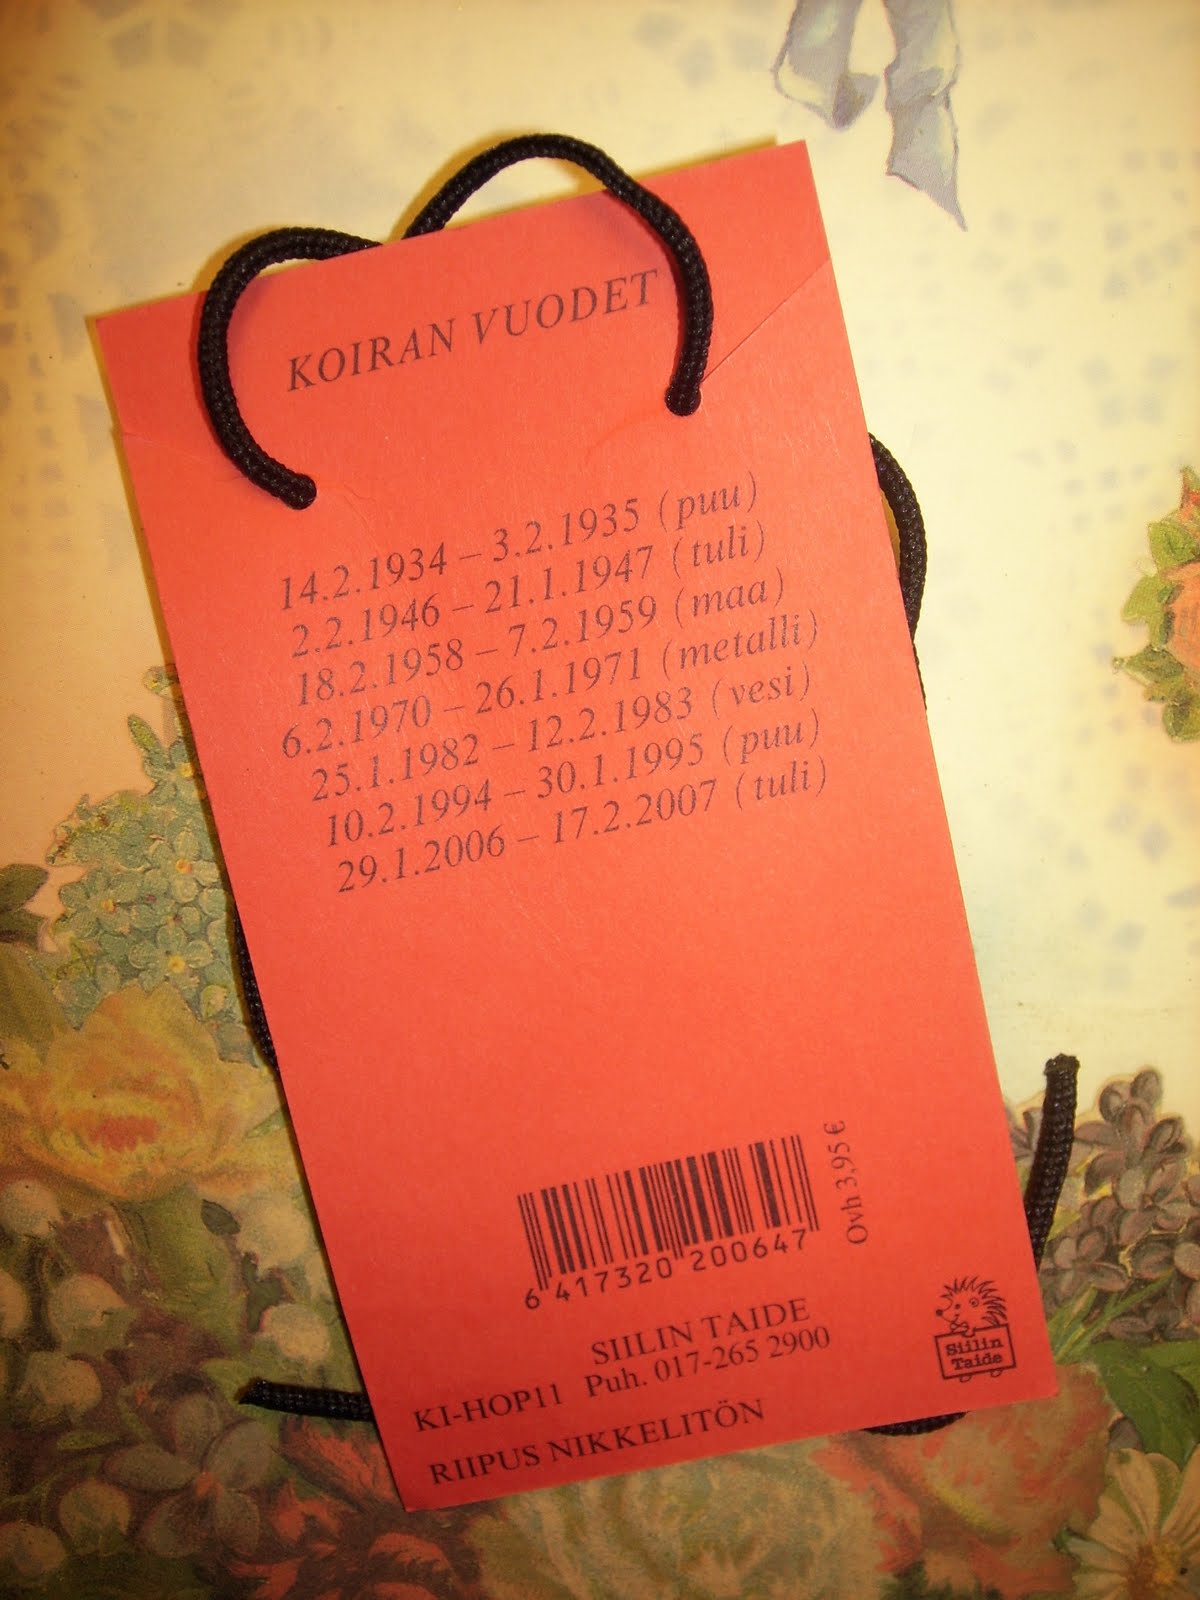 KOIRAN VUODET
14.2.1934 – 3.2.1935 (puu)
2.2.1946 – 21.1.1947 (tuli)
18.2.1958 – 7.2.1959 (maa)
6.2.1970 – 26.1.1971 (metalli)
25.1.1982 – 12.2.1983 (vesi)
10.2.1994 – 30.1.1995 (puu)
29.1.2006 – 17.2.2007 (tuli)
Ovh 3,95 €
6 417320 200647
SIILIN TAIDE
KI-HOP11 Puh. 017-265 2900
RIIPUS NIKKELITÖN
Siilin
Taide